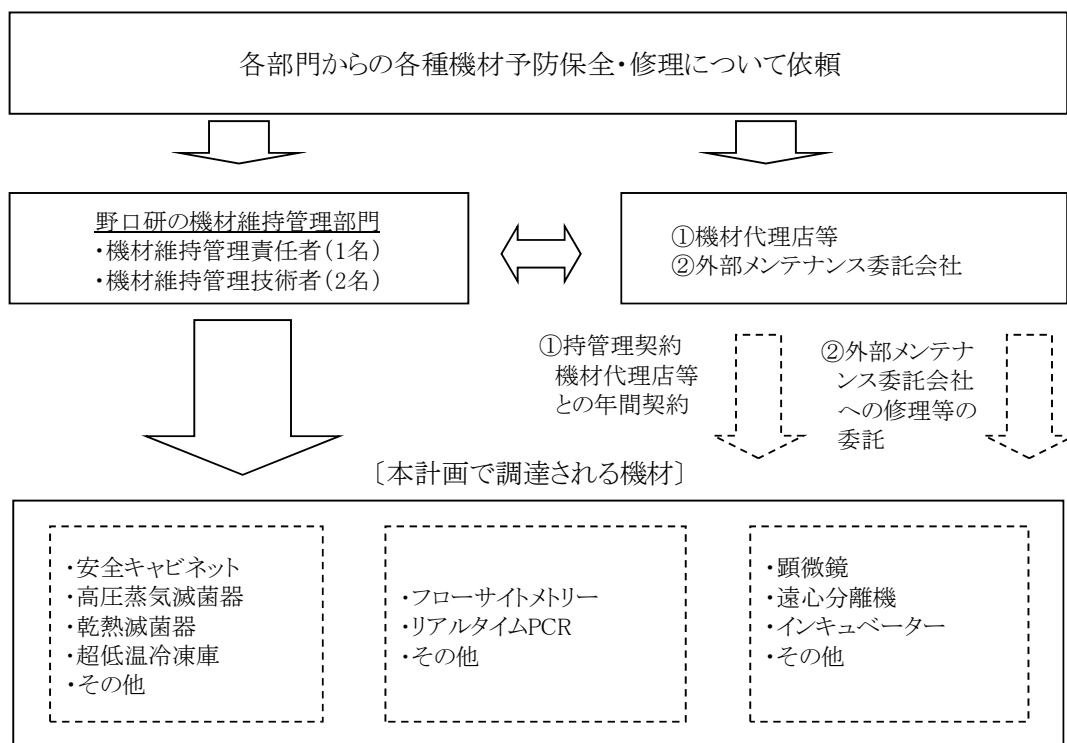 各部門からの各種機材予防保全・修理について依頼
野口研の機材維持管理部門
・機材維持管理責任者(1名)
・機材維持管理技術者(2名)
①機材代理店等
②外部メンテナンス委託会社
①持管理契約
機材代理店等
との年間契約
②外部メンテナ
ンス委託会社
への修理等の
委託
〔本計画で調達される機材〕
・安全キャビネット
・高圧蒸気滅菌器
・乾熱滅菌器
・超低温冷凍庫
・その他
・フローサイトメトリー
・リアルタイムPCR
・その他
・顕微鏡
・遠心分離機
・インキュベーター
・その他